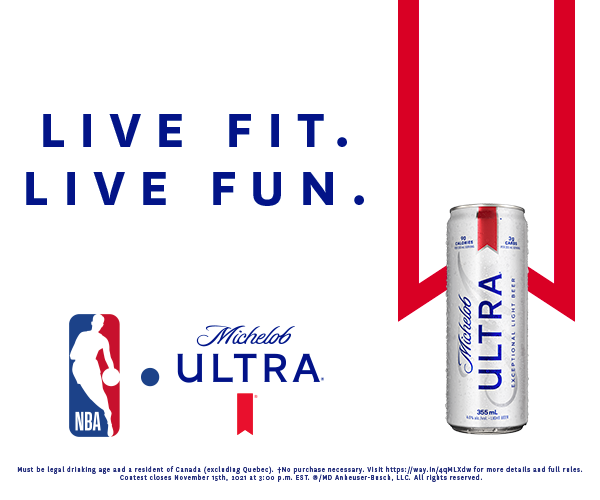 LIVE FIT.
LIVE FUN.
90
CALORIES
3g
CARBS
Michelob
ULTRA
EXCEPTIONAL LIGHT BEER
355 mL
NBA
Michelob
ULTRA®
Must be legal drinking age and a resident of Canada (excluding Quebec). †No purchase necessary. Visit https://way.in/4qMLXdw for more details and full rules.
Contest closes November 15th, 2021 at 3:00 p.m. EST. ®/MD Anheuser-Busch, LLC. All rights reserved.